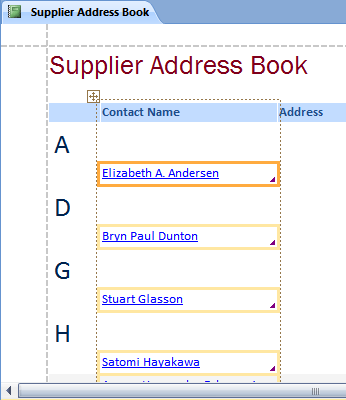 Supplier Address Book
Supplier Address Book
Contact Name Address
A
Elizabeth A. Andersen
D
Bryn Paul Dunton
G
Stuart Glasson
H
Satomi Hayakawa